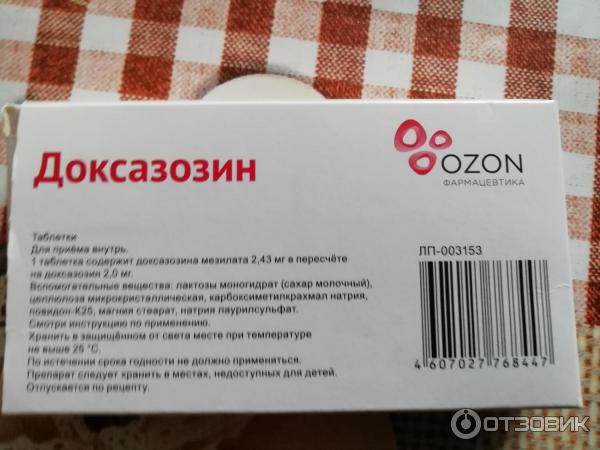 Доксазозин
OZON
ФАРМАЦЕВТИКА
Таблетки
Для приёма внутрь.
1 таблетка содержит доксазозина мезилата 2,43 мг в пересчёте
на доксазозин 2,0 мг.
Вспомогательные вещества: лактозы моногидрат (сахар молочный),
целлюлоза микрокристаллическая, карбоксиметилкрахмал натрия,
повидон-К25, магния стеарат, натрия лаурилсульфат.
Смотри инструкцию по применению.
Хранить в защищённом от света месте при температуре
не выше 25 °С.
По истечении срока годности не должно применяться.
Препарат следует хранить в местах, недоступных для детей.
Отпускается по рецепту.
ЛП-003153
4 607027 768447
ОТЗОВИК